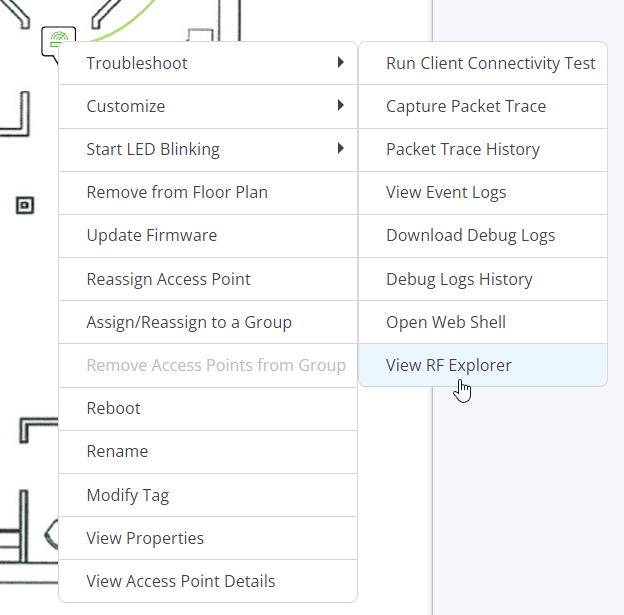 Troubleshoot
Customize
Start LED Blinking
Remove from Floor Plan
Update Firmware
Reassign Access Point
Assign/Reassign to a Group
Remove Access Points from Group
Reboot
Rename
Modify Tag
View Properties
View Access Point Details
Run Client Connectivity Test
Capture Packet Trace
Packet Trace History
View Event Logs
Download Debug Logs
Debug Logs History
Open Web Shell
View RF Explorer